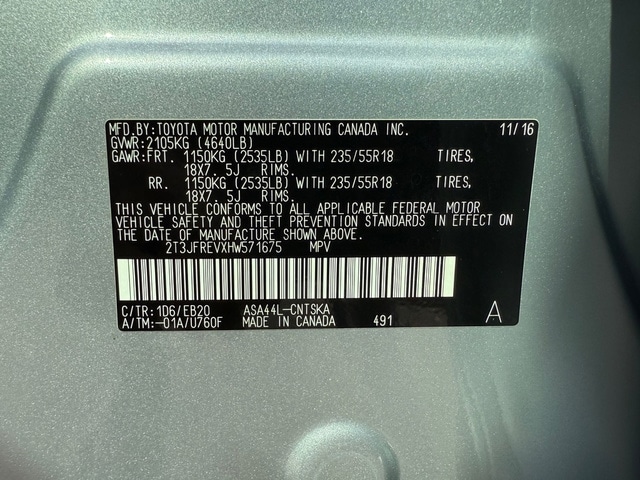 MFD.BY:TOYOTA MOTOR MANUFACTURING CANADA INC. 11/16
GVWR:2105KG (4640LB)
GAWR:FRT. 1150KG (2535LB) WITH 235/55R18 TIRES,
18X7. 5J RIMS.
RR. 1150KG (2535LB) WITH 235/55R18 TIRES,
18X7. 5J RIMS.
THIS VEHICLE CONFORMS TO ALL APPLICABLE FEDERAL MOTOR
VEHICLE SAFETY AND THEFT PREVENTION STANDARDS IN EFFECT ON
THE DATE OF MANUFACTURE SHOWN ABOVE.
2T3JFREVXHW571675 MPV
C/TR:1D6/EB20 ASA44L-CNTSKA
A/TM:-01A/U760F MADE IN CANADA 491 A